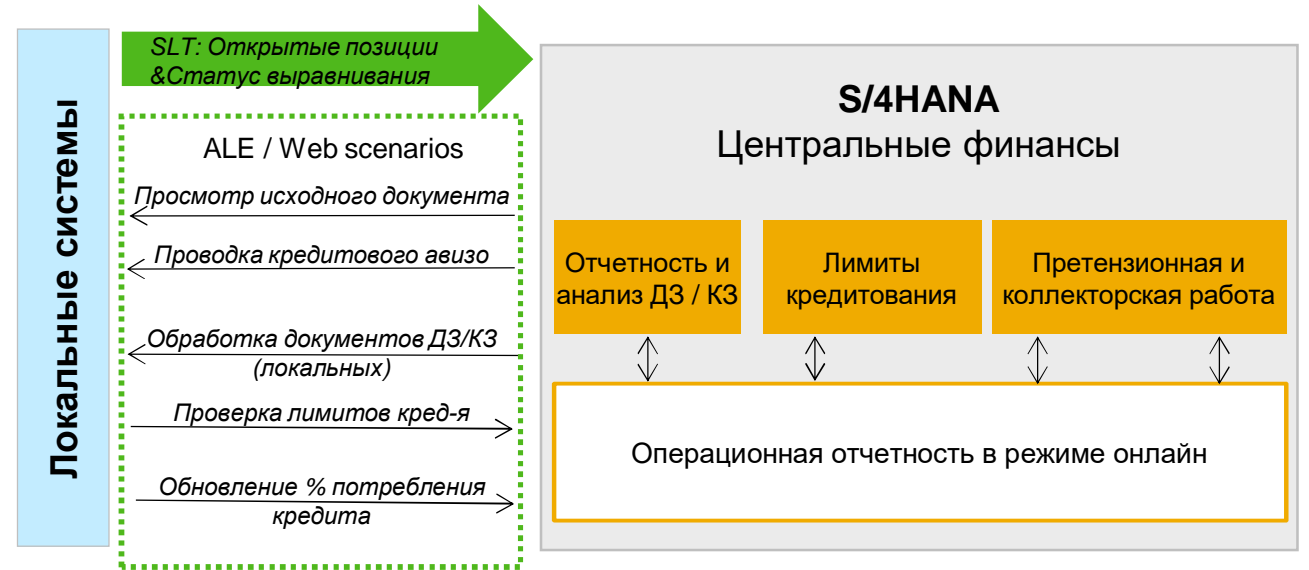 Локальные системы
SLT: Открытые позиции
&Статус выравнивания
ALE / Web scenarios
Просмотр исходного документа
Проводка кредитового авизо
Обработка документов ДЗ/КЗ
(локальных)
Проверка лимитов кред-я
Обновление % потребления
кредита
S/4HANA
Центральные финансы
Отчетность и
анализ ДЗ / КЗ
Лимиты
кредитования
Претензионная и
коллекторская работа
Операционная отчетность в режиме онлайн